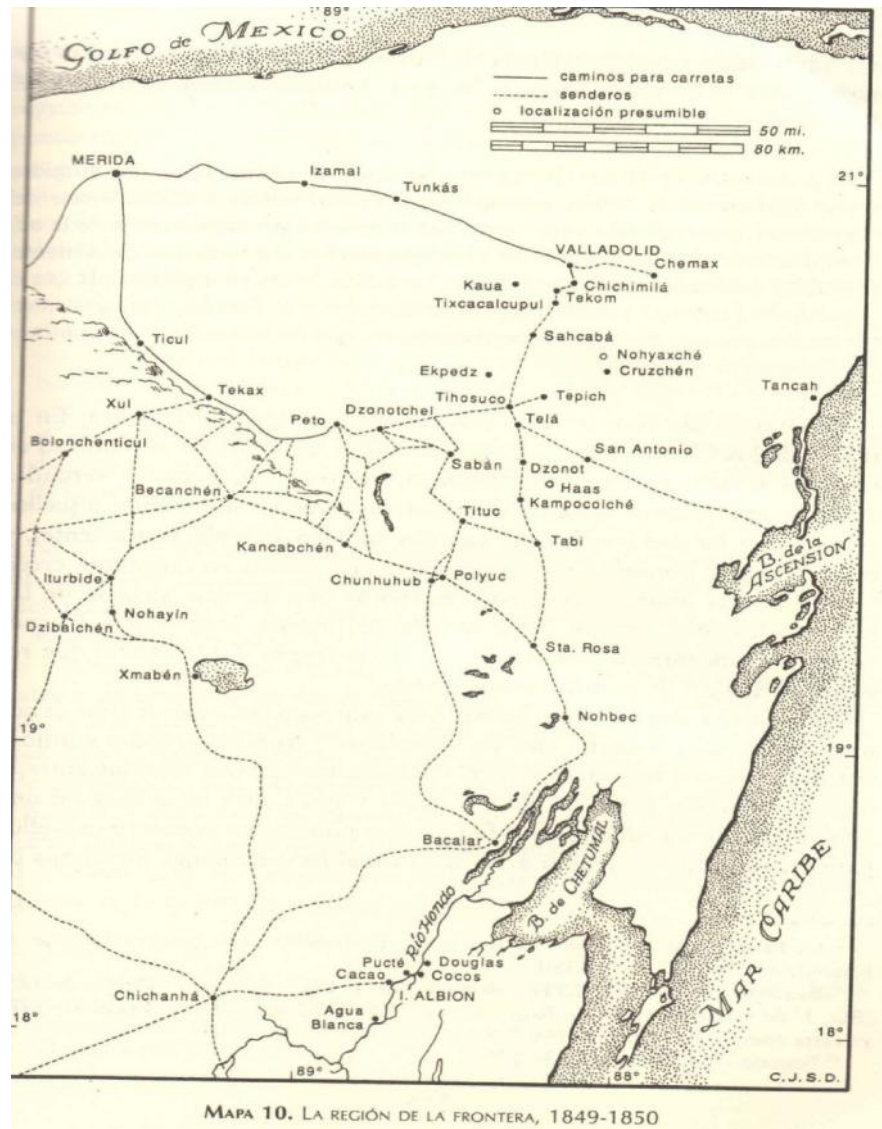 89°
GOLFO de MEXICO
caminos para carretas
senderos
localización presumible
50 mi.
80 km.
MERIDA
Izamal
21°
Tunkás
VALLADOLID
Chemax
Kaua
Chichimilá
Tekom
Tixcacalcupul
Ticul
Sahcabá
Nohyaxché
Cruzchén
Ekpedz
Tancah
Tekax
Tihosuco
Tepich
Xul
Peto
Dzonotchel
Telá
Bolonchenticul
San Antonio
Sabán
Dzonot
Becanchén
Haas
Kampocolché
Tituc
Kancabchén
Tabi
B. de la
ASCENSION
Iturbide
Chunhuhub
Polyuc
Nohayín
Dzibalchén
Sta. Rosa
Xmabén
Nohbec
19°
19°
Bacalar
B. de CHETUMAL
Río Hondo
MAR CARIBE
Pucté
Douglas
Cacao
Cocos
Chichanhá
I. ALBION
Agua
Blanca
18°
18°
89°
88°
C.J.S.D.
MAPA 10. LA REGIÓN DE LA FRONTERA, 1849-1850